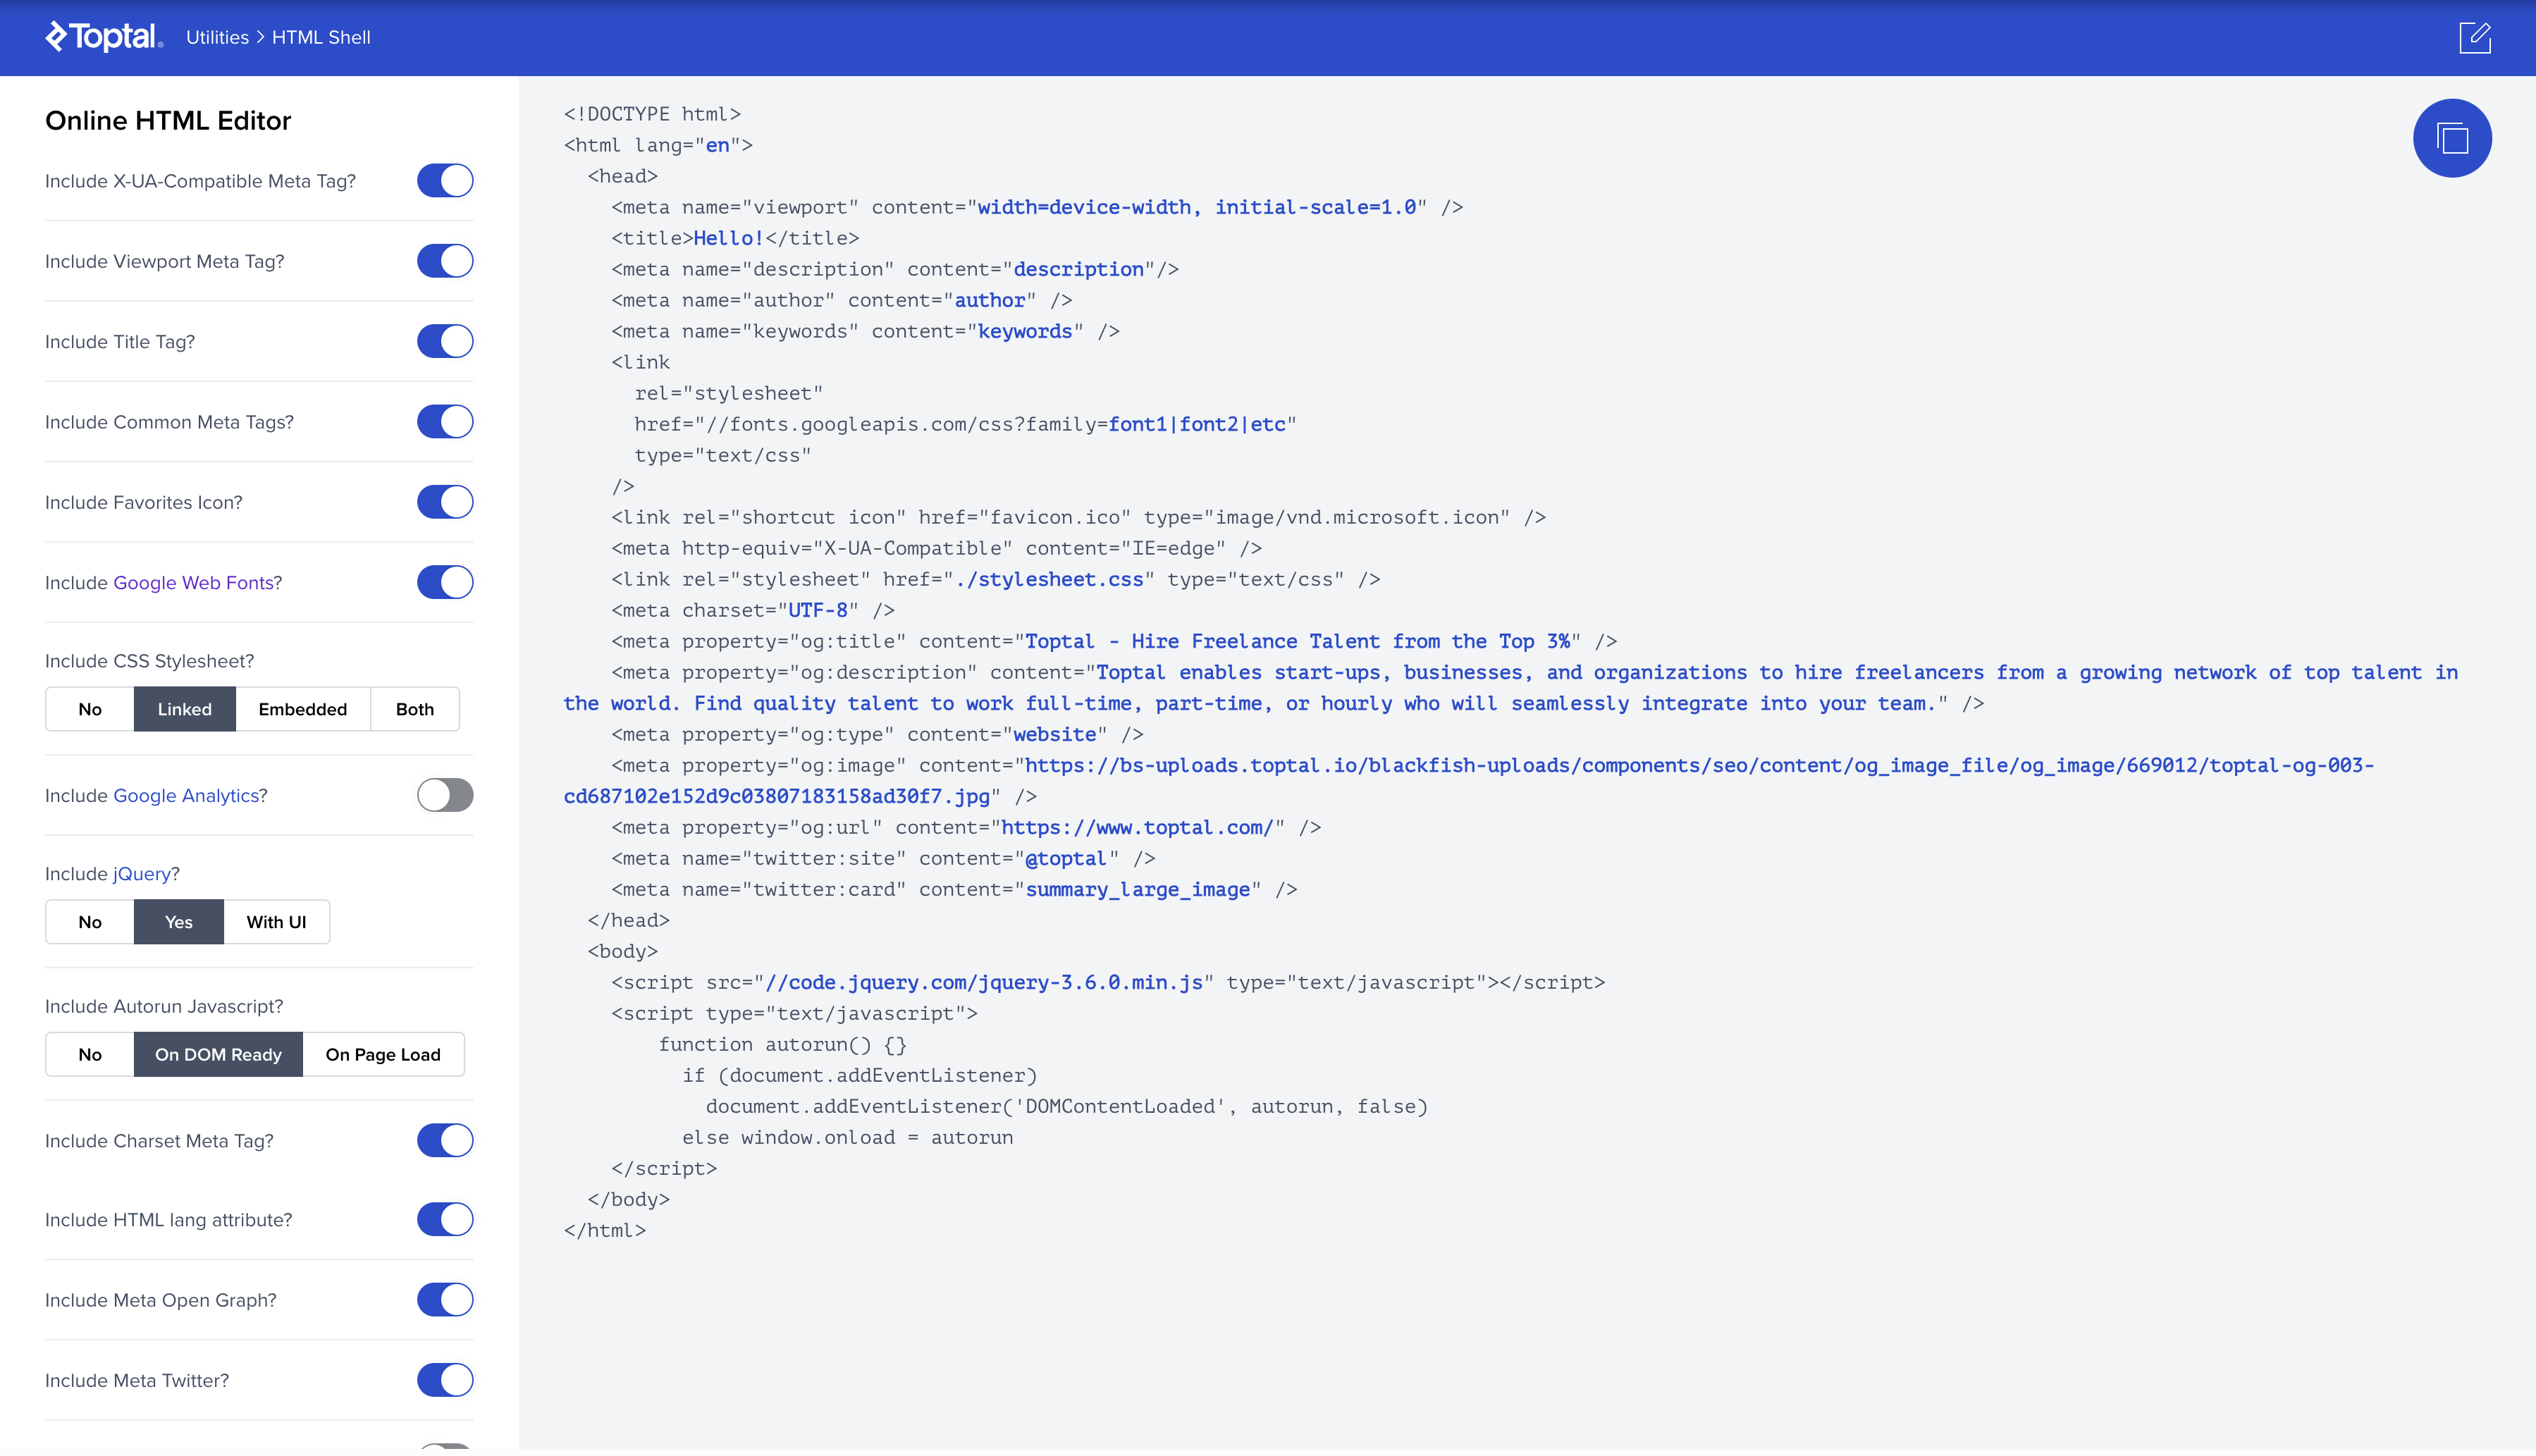 Toptal®
Utilities > HTML Shell
Online HTML Editor
Include X-UA-Compatible Meta Tag?
Include Viewport Meta Tag?
Include Title Tag?
Include Common Meta Tags?
Include Favorites Icon?
Include Google Web Fonts?
Include CSS Stylesheet?
No Linked Embedded Both
Include Google Analytics?
Include jQuery?
No Yes With UI
Include Autorun Javascript?
No On DOM Ready On Page Load
Include Charset Meta Tag?
Include HTML lang attribute?
Include Meta Open Graph?
Include Meta Twitter?
<!DOCTYPE html>
<html lang="en">
  <head>
    <meta name="viewport" content="width=device-width, initial-scale=1.0" />
    <title>Hello!</title>
    <meta name="description" content="description"/>
    <meta name="author" content="author" />
    <meta name="keywords" content="keywords" />
    <link
      rel="stylesheet"
      href="//fonts.googleapis.com/css?family=font1|font2|etc"
      type="text/css"
    />
    <link rel="shortcut icon" href="favicon.ico" type="image/vnd.microsoft.icon" />
    <meta http-equiv="X-UA-Compatible" content="IE=edge" />
    <link rel="stylesheet" href="./stylesheet.css" type="text/css" />
    <meta charset="UTF-8" />
    <meta property="og:title" content="Toptal - Hire Freelance Talent from the Top 3%" />
    <meta property="og:description" content="Toptal enables start-ups, businesses, and organizations to hire freelancers from a growing network of top talent in
the world. Find quality talent to work full-time, part-time, or hourly who will seamlessly integrate into your team." />
    <meta property="og:type" content="website" />
    <meta property="og:image" content="https://bs-uploads.toptal.io/blackfish-uploads/components/seo/content/og_image_file/og_image/669012/toptal-og-003-
cd687102e152d9c03807183158ad30f7.jpg" />
    <meta property="og:url" content="https://www.toptal.com/" />
    <meta name="twitter:site" content="@toptal" />
    <meta name="twitter:card" content="summary_large_image" />
  </head>
  <body>
    <script src="//code.jquery.com/jquery-3.6.0.min.js" type="text/javascript"></script>
    <script type="text/javascript">
        function autorun() {}
          if (document.addEventListener)
            document.addEventListener('DOMContentLoaded', autorun, false)
          else window.onload = autorun
    </script>
  </body>
</html>